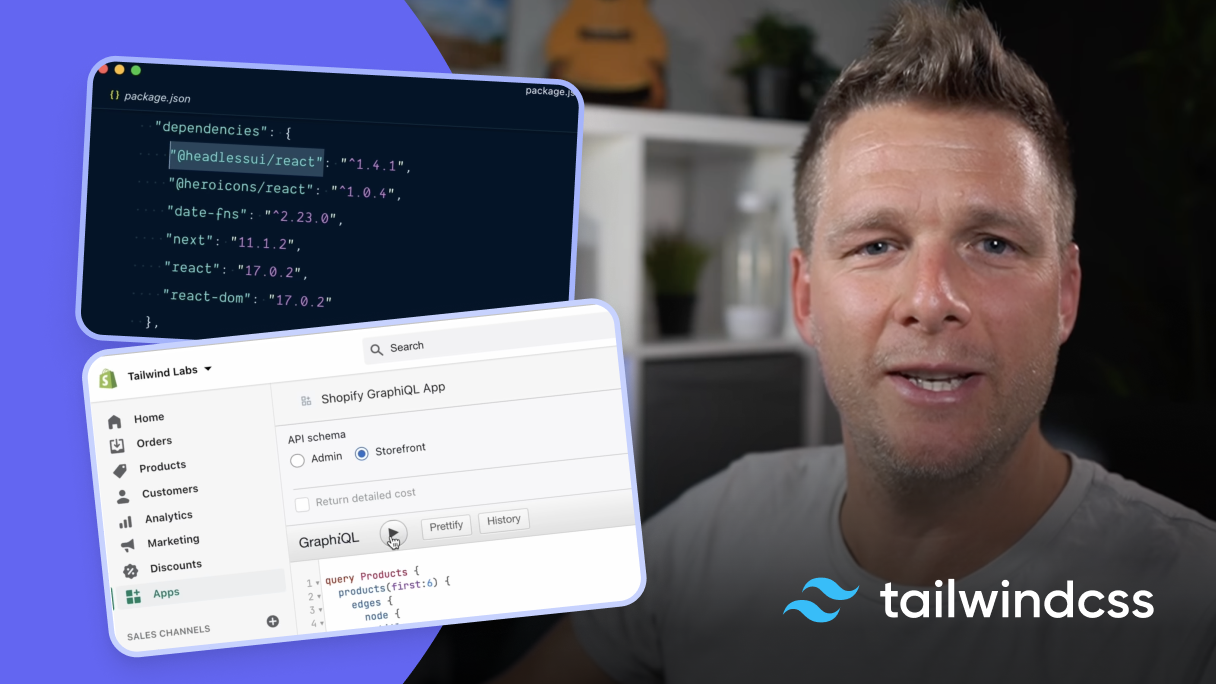 {} package.json
package.js
"dependencies": {
"@headlessui/react": "^1.4.1",
"@heroicons/react": "^1.0.4",
"date-fns": "^2.23.0",
"next": "11.1.2",
"react": "17.0.2",
"react-dom": "17.0.2"
},
Tailwind Labs
Search
Home
Orders
Products
Customers
Analytics
Marketing
Discounts
Apps
SALES CHANNELS
Shopify GraphiQL App
API schema
Admin Storefront
Return detailed cost
GraphiQL Prettify History
1 query Products {
2 products(first:6) {
3 edges {
4 node {
tailwindcss